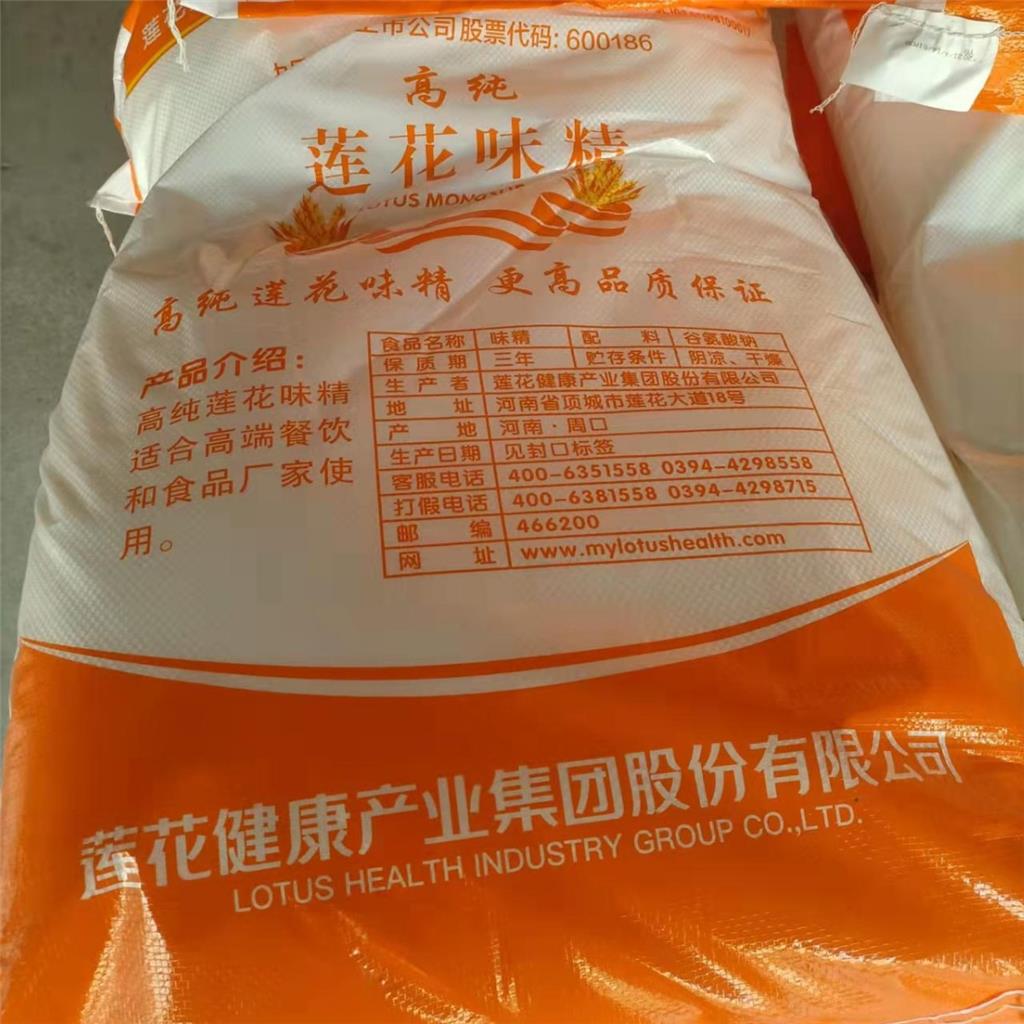 莲花
市公司股票代码: 600186
高纯
莲花味精
LOTUS
高纯莲花味精 更高品质保证
产品介绍:
高纯莲花味精
适合高端餐饮
和食品厂家使
用。
食品名称 味精 配料 谷氨酸钠
保质期 三年 贮存条件 阴凉、干燥
生产者 莲花健康产业集团股份有限公司
地址 河南省项城市莲花大道18号
产地 河南·周口
生产日期 见封口标签
客服电话 400-6351558 0394-4298558
打假电话 400-6381558 0394-4298715
邮编 466200
网址 www.mylotushealth.com
莲花健康产业集团股份有限公司
LOTUS HEALTH INDUSTRY GROUP CO.,LTD.